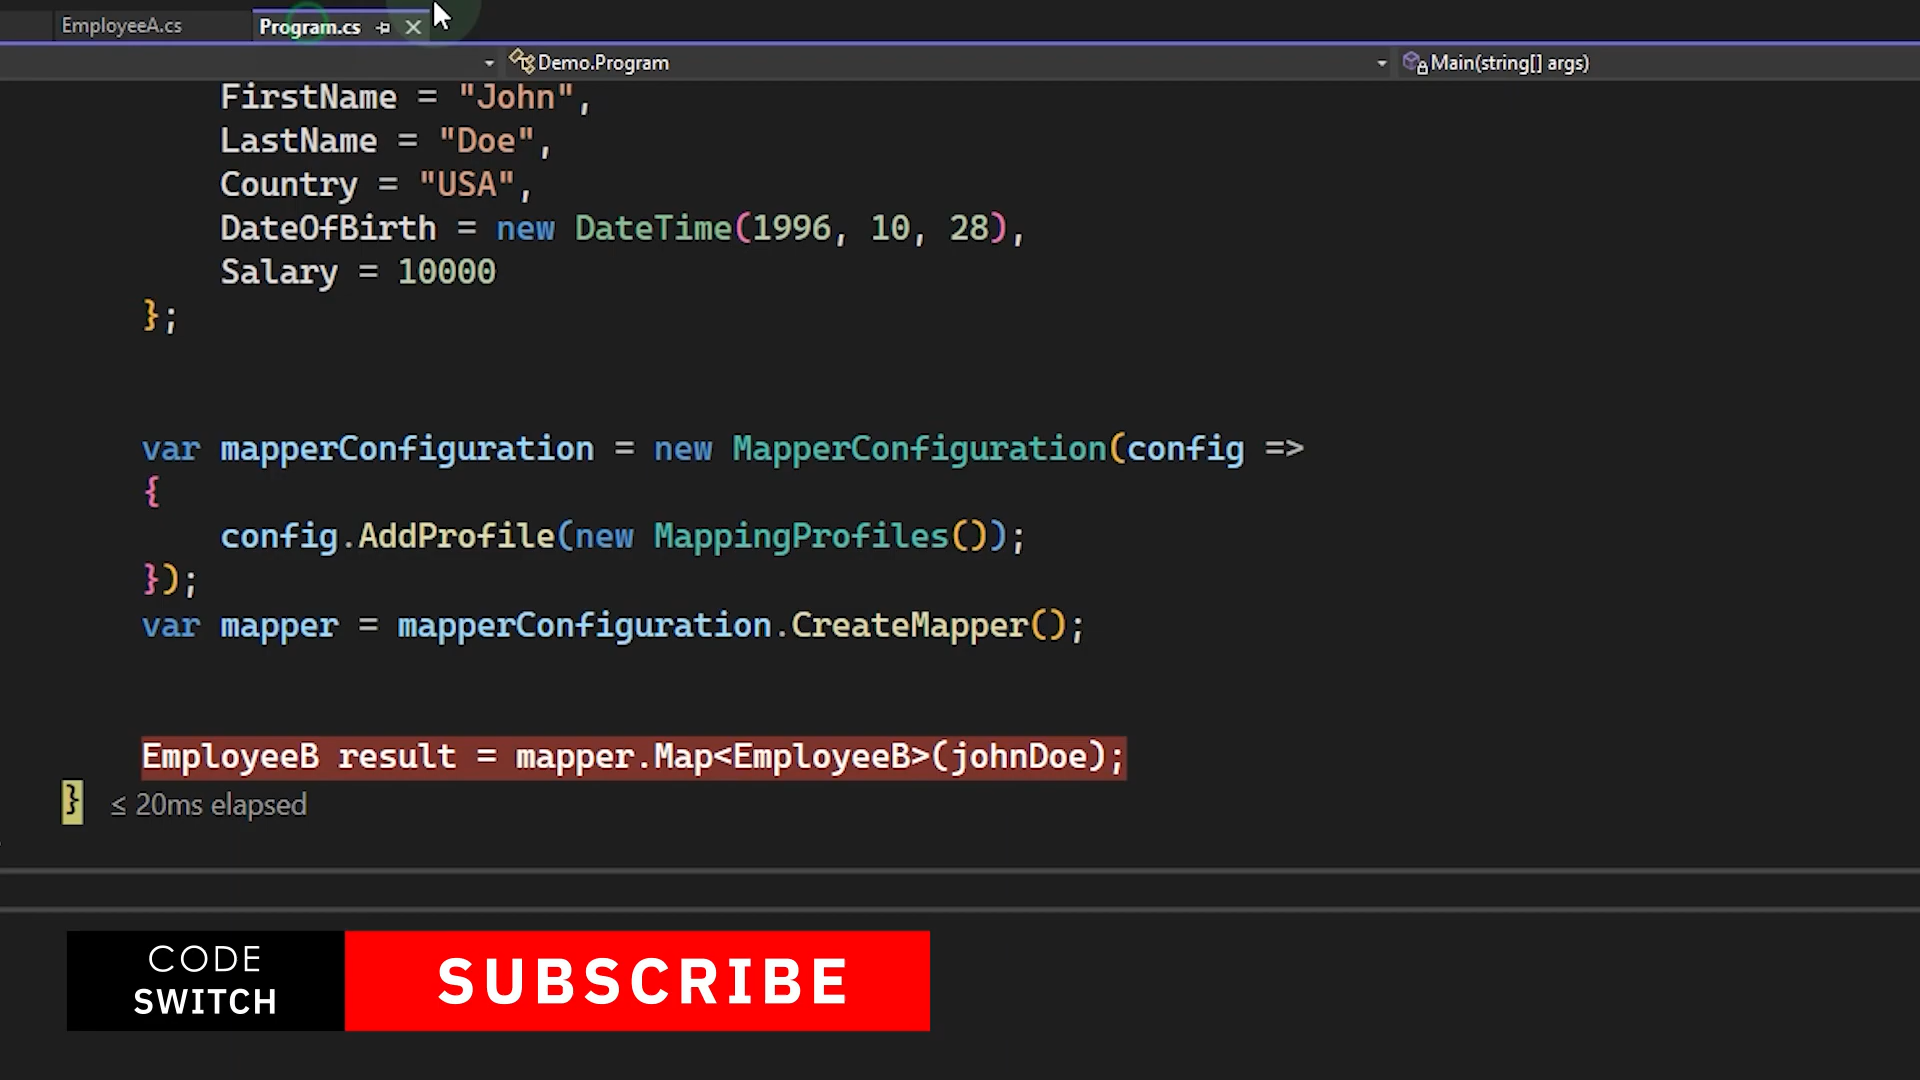 EmployeeA.cs
Program.cs
Demo.Program
Main(string[] args)
FirstName = "John",
LastName = "Doe",
Country = "USA",
DateOfBirth = new DateTime(1996, 10, 28),
Salary = 10000
};
var mapperConfiguration = new MapperConfiguration(config =>
{
config.AddProfile(new MappingProfiles());
});
var mapper = mapperConfiguration.CreateMapper();
EmployeeB result = mapper.Map<EmployeeB>(johnDoe);
} ≤ 20ms elapsed
CODE
SWITCH
SUBSCRIBE